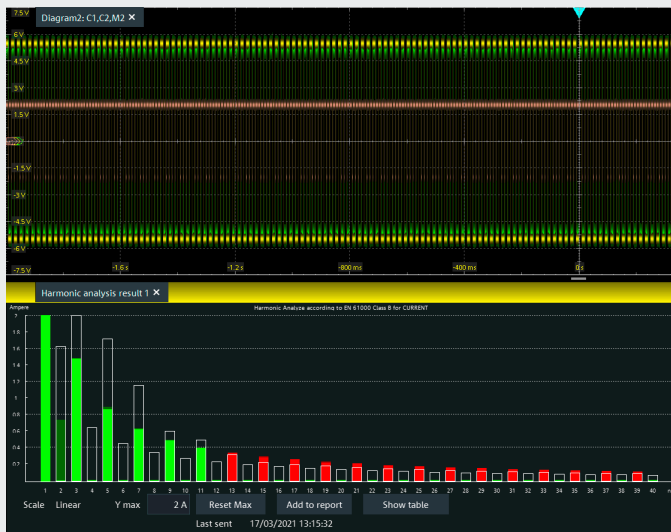 7.5 V
Diagram2: C1,C2,M2 ×
6 V
4.5 V
3 V
1.5 V
-1.5 V
-3 V
-4.5 V
-6 V
-7.5 V
-1.6 s
-1.2 s
-800 ms
-400 ms
0 s
Harmonic analysis result 1 ×
Ampere
Harmonic Analyze according to EN 61000 Class B for CURRENT
2
1.8
1.6
1.4
1.2
1
0.8
0.6
0.4
0.2
1 2 3 4 5 6 7 8 9 10 11 12 13 14 15 16 17 18 19 20 21 22 23 24 25 26 27 28 29 30 31 32 33 34 35 36 37 38 39 40
Scale Linear Y max 2 A Reset Max Add to report Show table
Last sent 17/03/2021 13:15:32